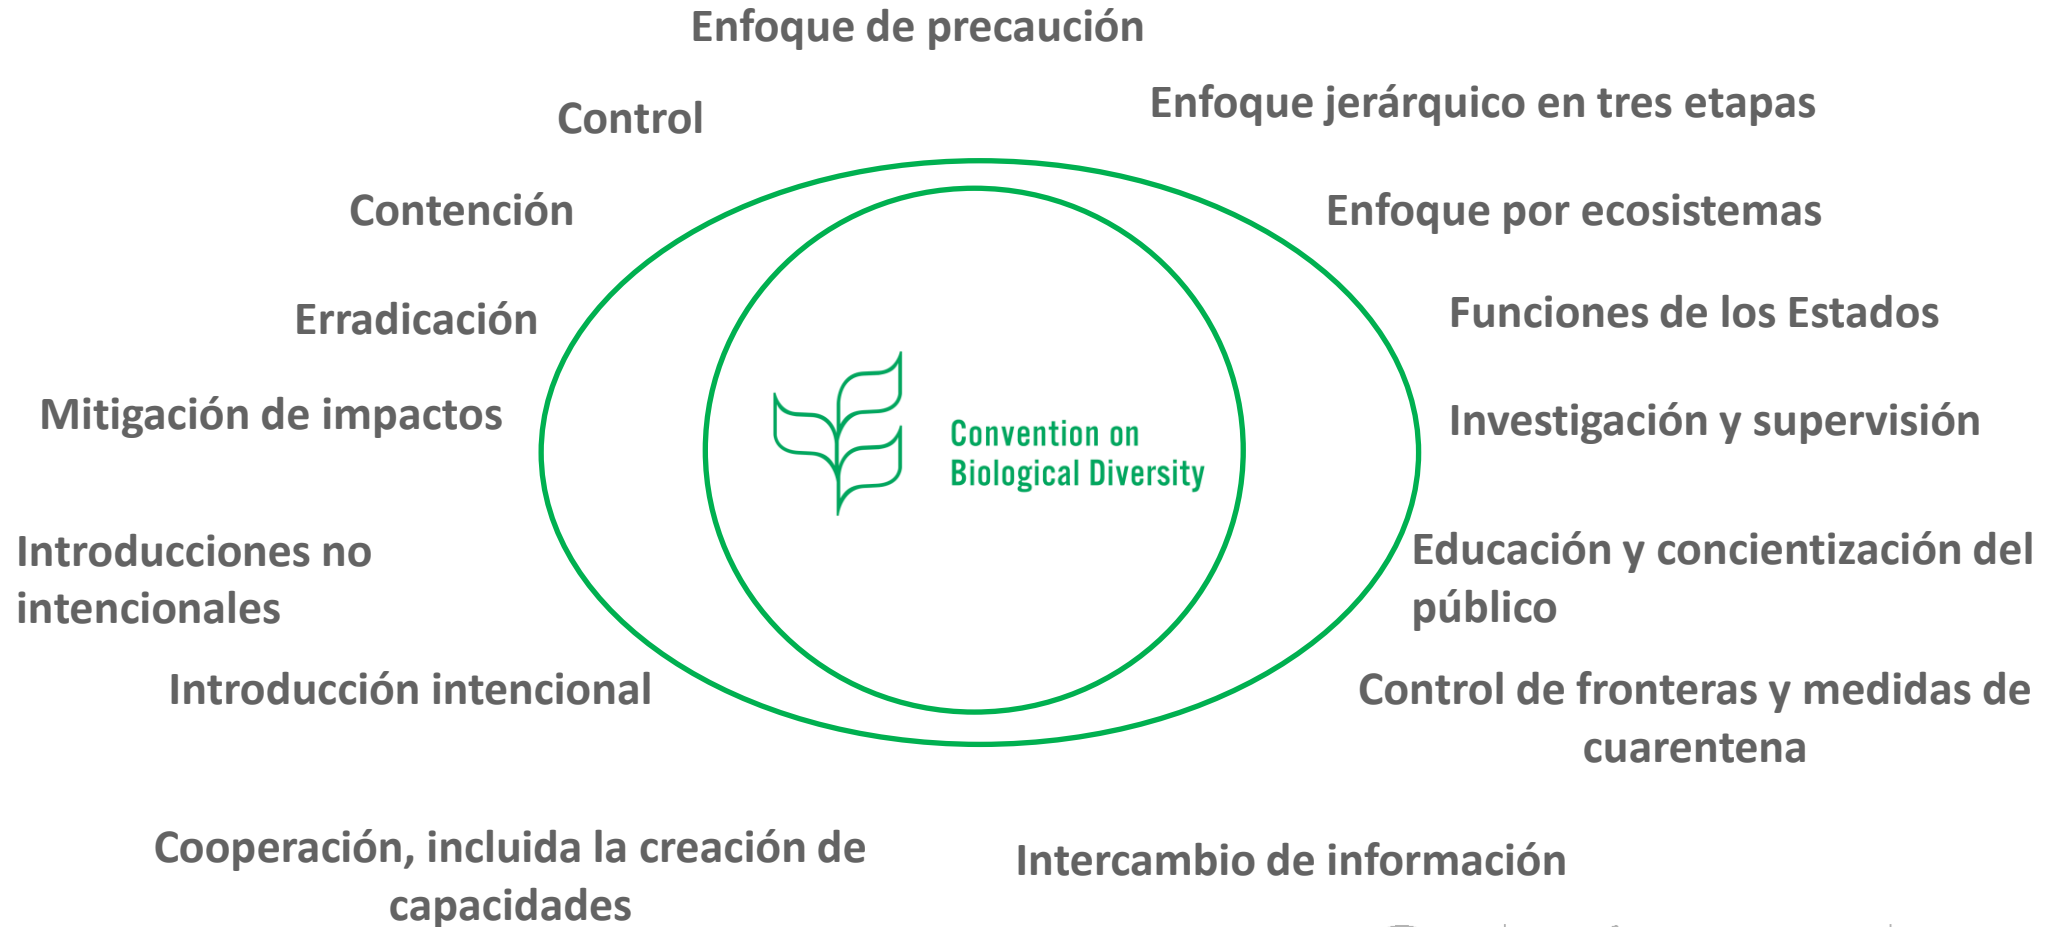 Enfoque de precaución
Enfoque jerárquico en tres etapas
Control
Contención
Enfoque por ecosistemas
Erradicación
Funciones de los Estados
Mitigación de impactos
Investigación y supervisión
Convention on
Biological Diversity
Introducciones no
intencionales
Educación y concientización del
público
Introducción intencional
Control de fronteras y medidas de
cuarentena
Cooperación, incluida la creación de
capacidades
Intercambio de información